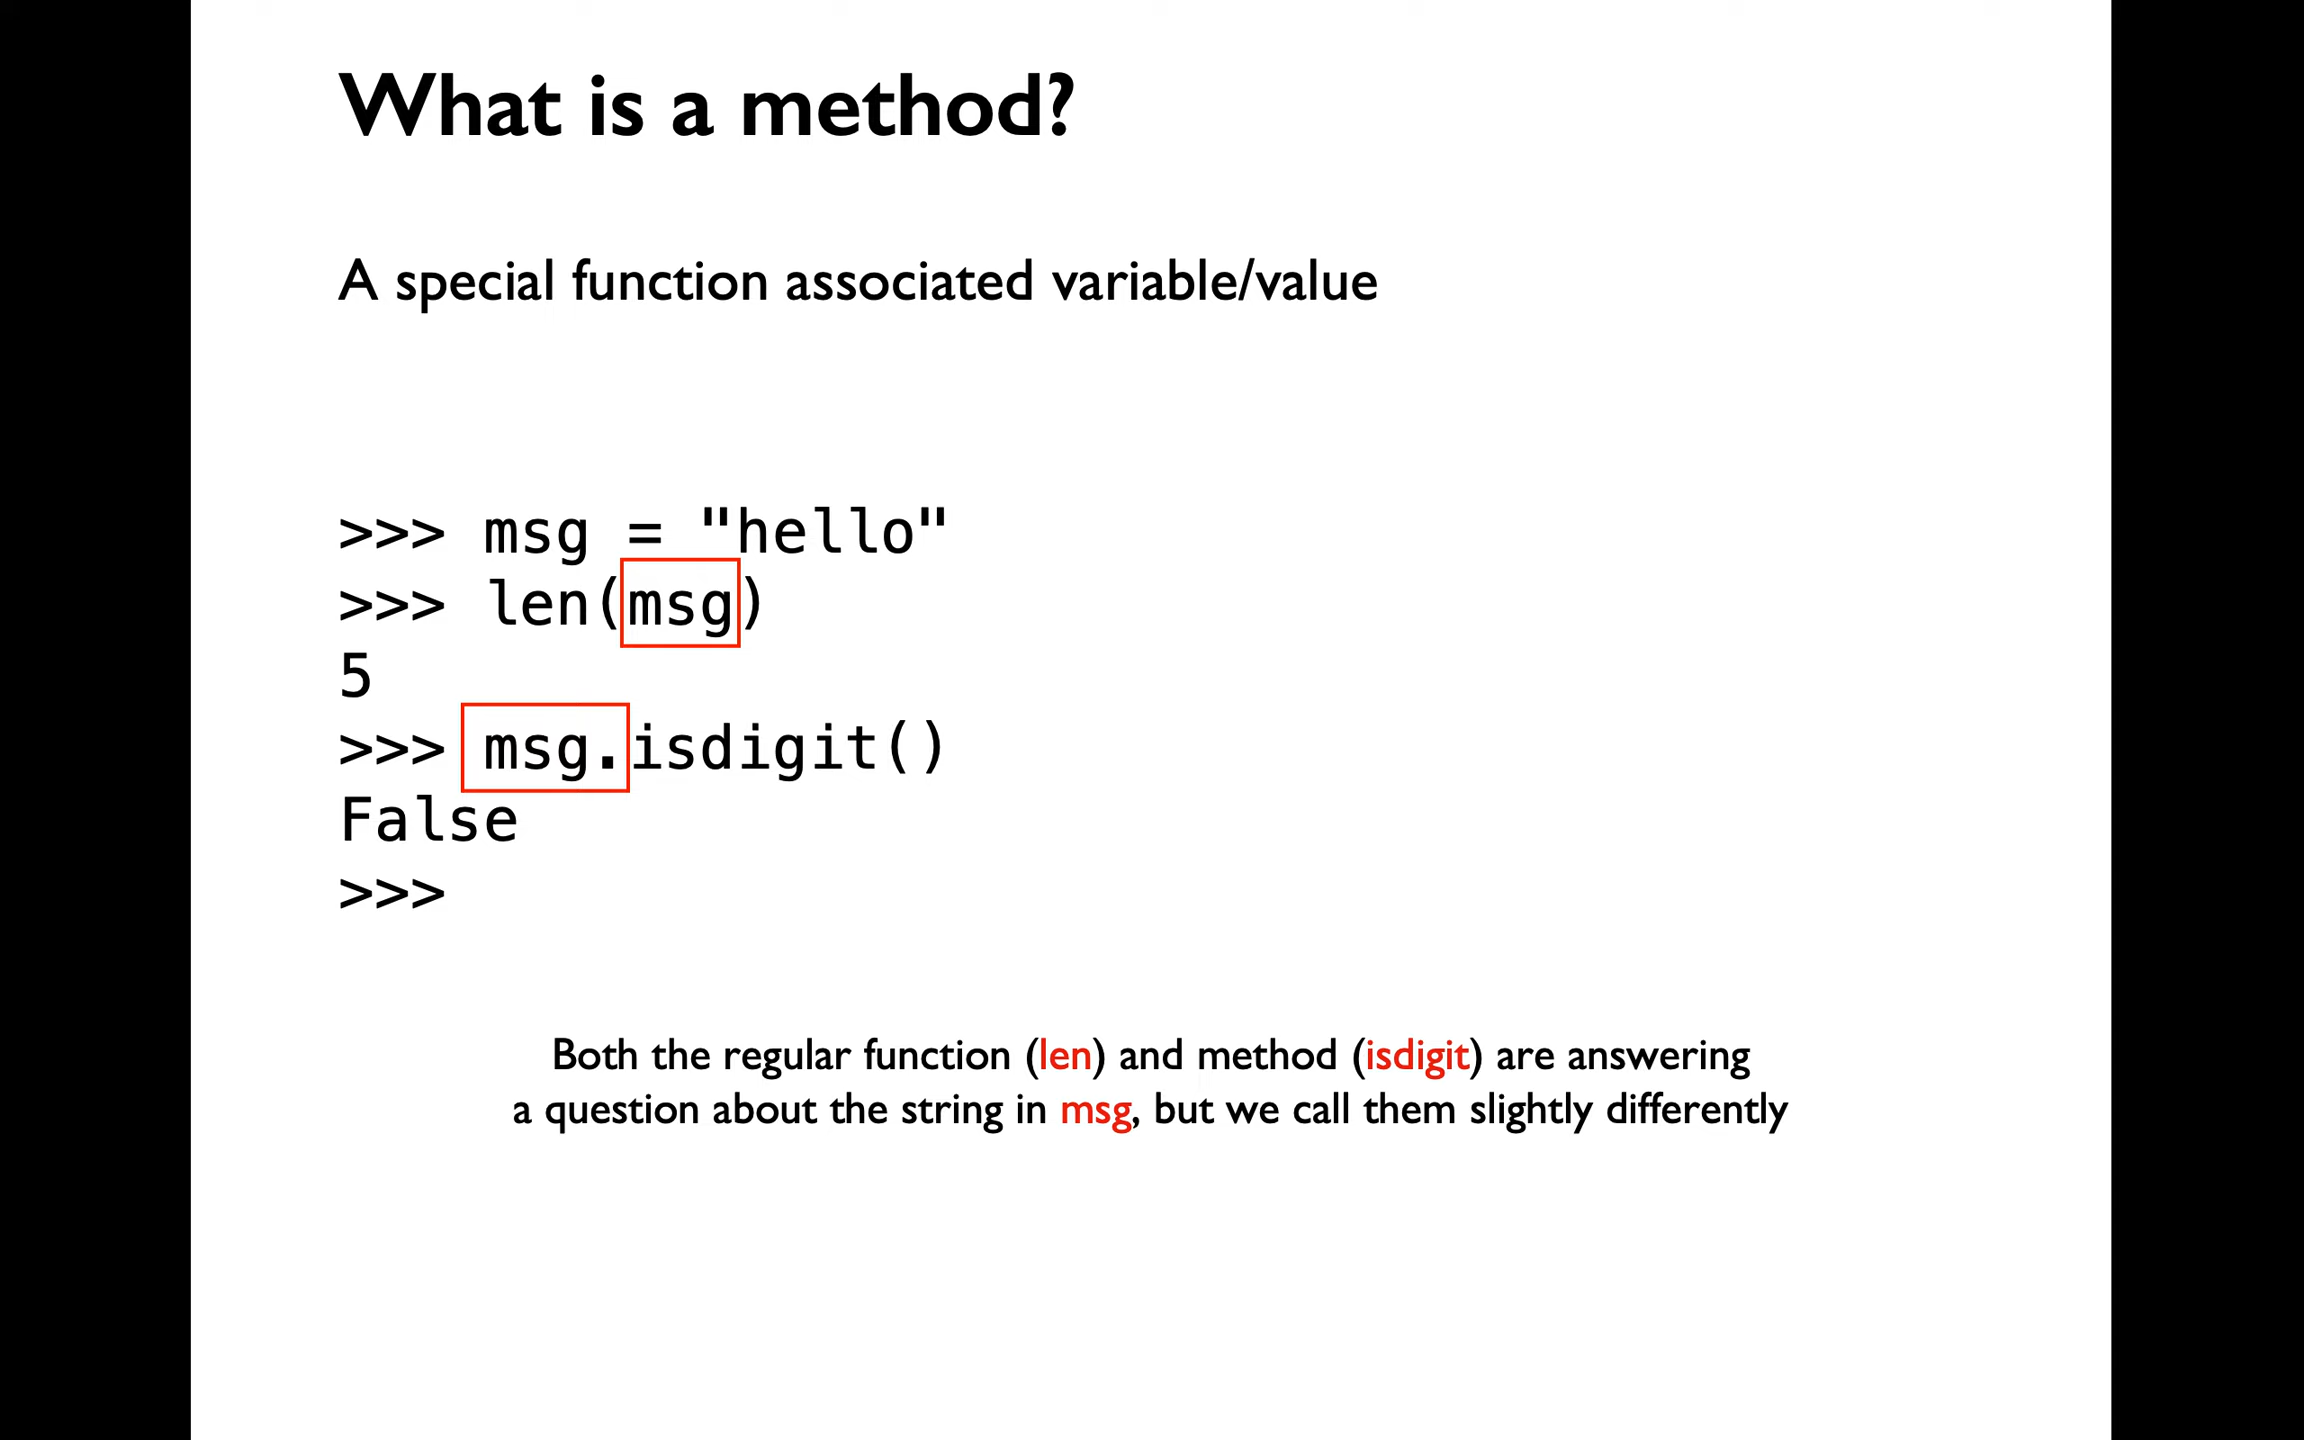 What is a method?
A special function associated variable/value
>>> msg = "hello"
>>> len(msg)
5
>>> msg.isdigit()
False
>>>
Both the regular function (len) and method (isdigit) are answering
a question about the string in msg, but we call them slightly differently